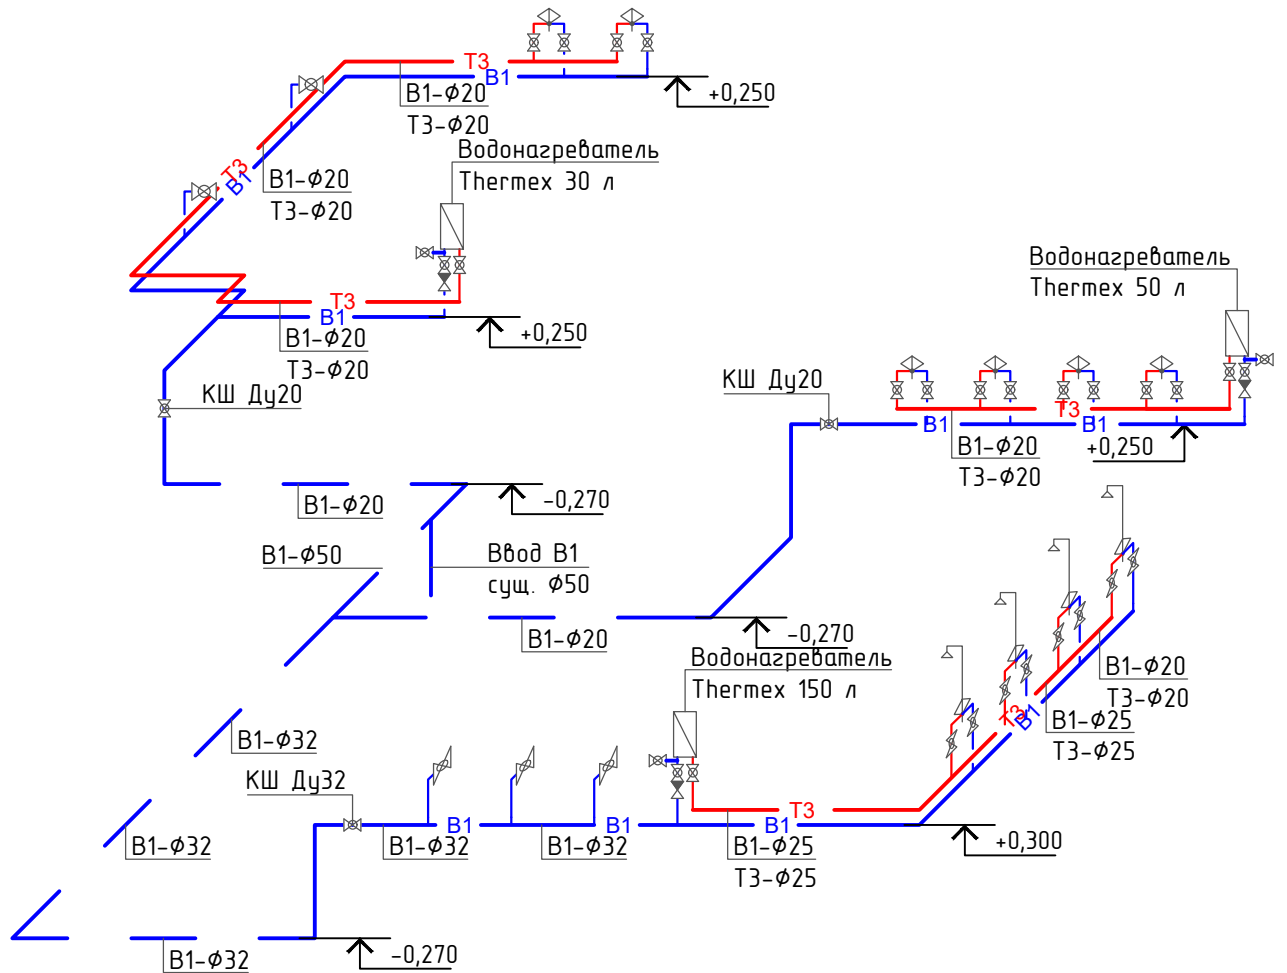 Т3
В1
В1-Ф20
Т3-Ф20
+0,250
Водонагреватель
Thermex 30 л
Т3
В1
В1-Ф20
Т3-Ф20
Водонагреватель
Thermex 50 л
Т3
В1
В1-Ф20
Т3-Ф20
+0,250
КШ Ду20
КШ Ду20
Т3
В1
В1
В1-Ф20
Т3-Ф20
+0,250
В1-Ф20
-0,270
В1-Ф50
Ввод В1
сущ. Ф50
В1-Ф20
-0,270
Водонагреватель
Thermex 150 л
В1-Ф20
Т3-Ф20
Т3
В1
В1-Ф25
Т3-Ф25
В1-Ф32
КШ Ду32
Т3
В1
В1
В1
В1-Ф32
В1-Ф32
В1-Ф32
В1-Ф25
Т3-Ф25
+0,300
В1-Ф32
-0,270